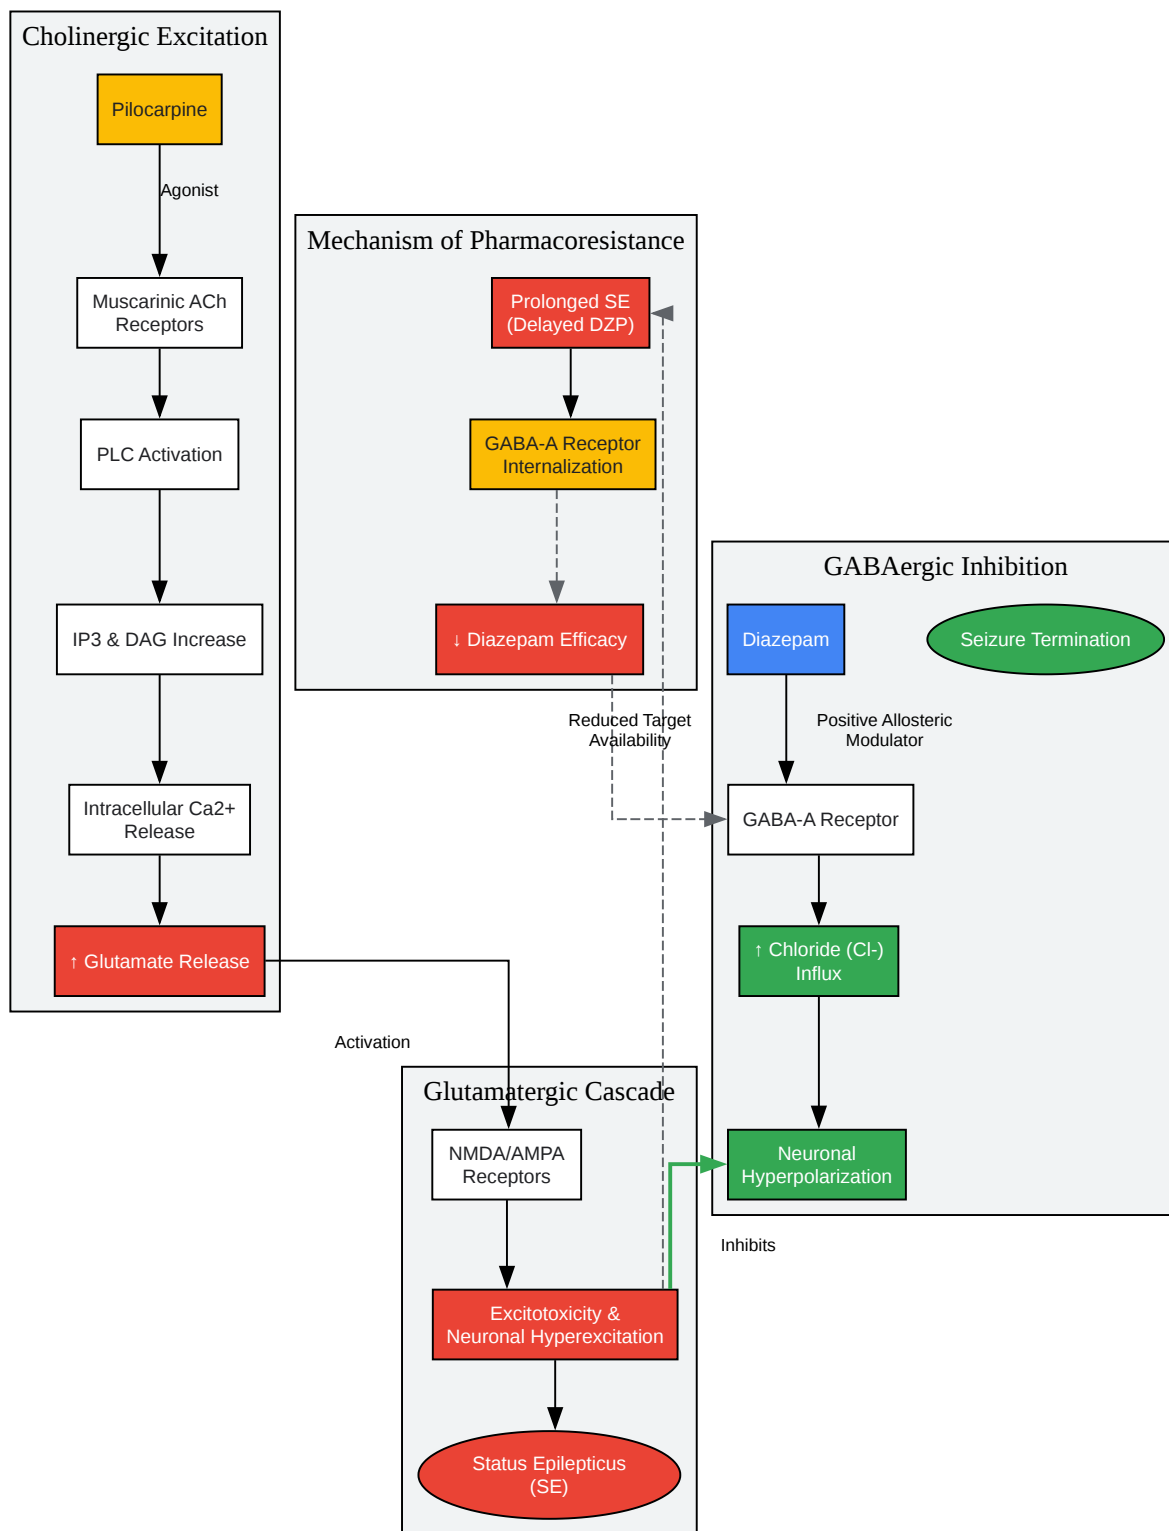 Cholinergic Excitation
Pilocarpine
Agonist
Muscarinic ACh
Receptors
PLC Activation
IP3 & DAG Increase
Intracellular Ca2+
Release
↑ Glutamate Release
Activation
Mechanism of Pharmacoresistance
Prolonged SE
(Delayed DZP)
GABA-A Receptor
Internalization
↓ Diazepam Efficacy
Reduced Target
Availability
GABAergic Inhibition
Diazepam
Seizure Termination
Positive Allosteric
Modulator
GABA-A Receptor
↑ Chloride (Cl-)
Influx
Neuronal
Hyperpolarization
Inhibits
Glutamatergic Cascade
NMDA/AMPA
Receptors
Excitotoxicity &
Neuronal Hyperexcitation
Status Epilepticus
(SE)